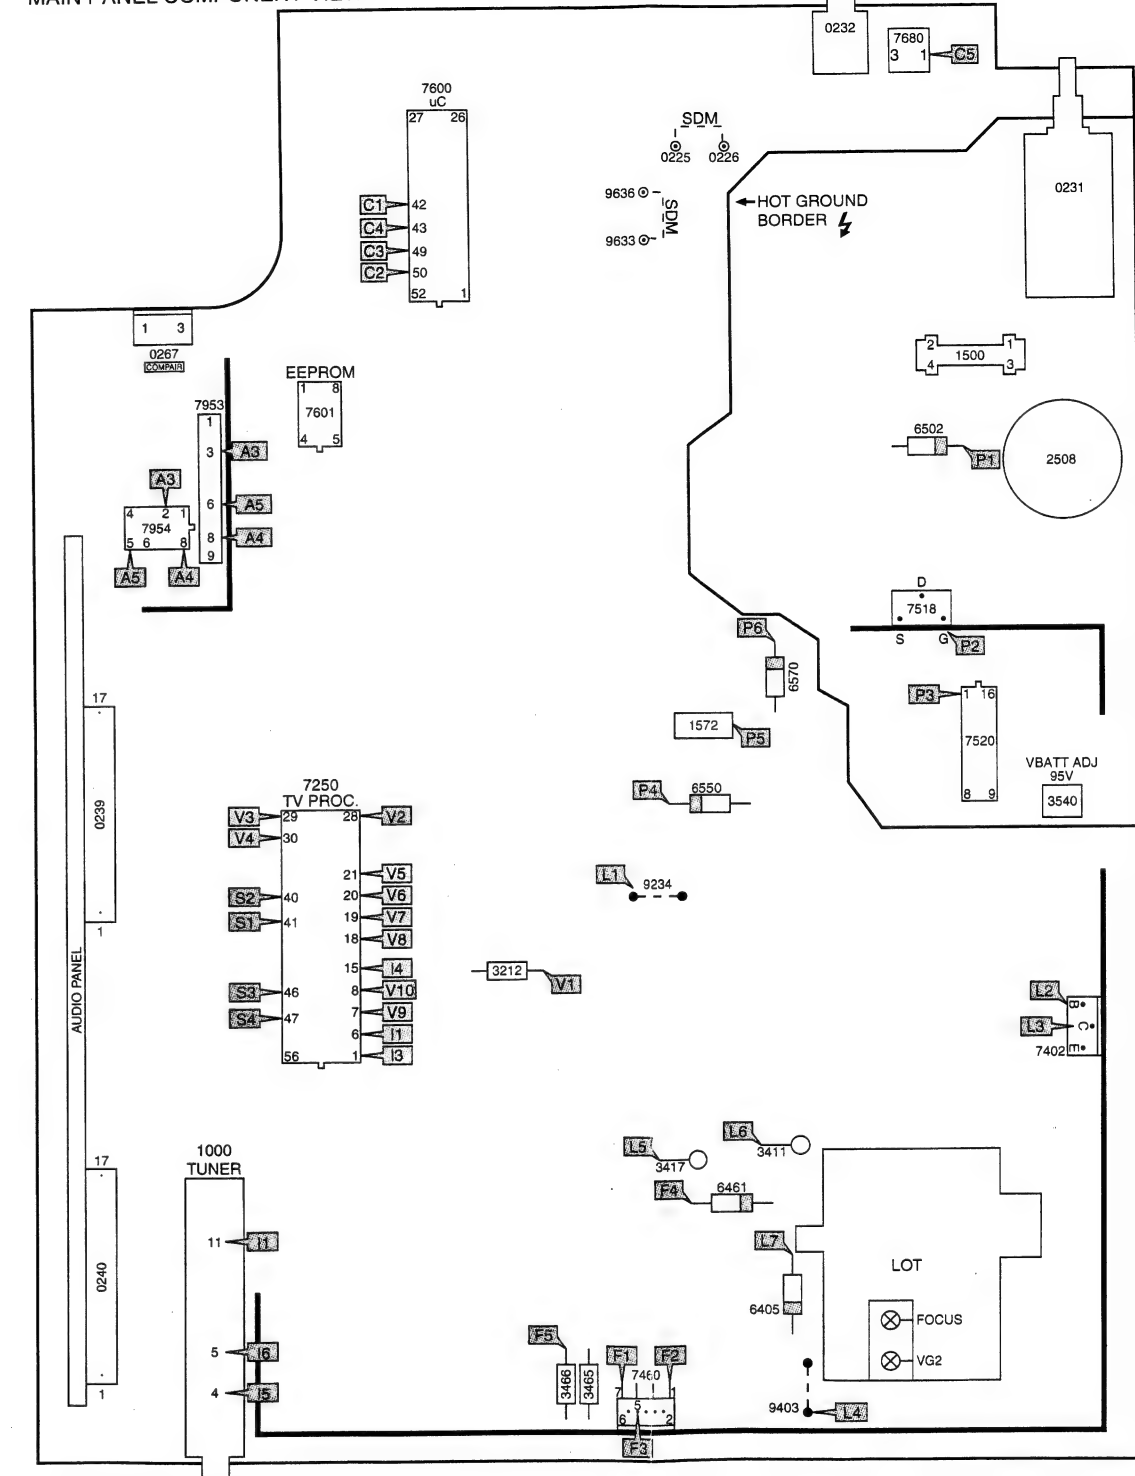 MAIN PANEL COMPONENT
0232
7680
3 1 C5
7600
uC
27 26
SDM
0225 0226
0231
C1 42
C4 43
C3 49
C2 50
52 1
9636
SDM
9633
HOT GROUND
BORDER
1 3
0267
COMPAIR
EEPROM
1 8
7601
4 5
2 1
1500
4 3
7953
1
3 A3
6 A5
8 A4
9
A3
4 2 1
7954
5 6 8
A5 A4
6502
P1
2508
D
7518
S G P2
P6
6570
P3 1 16
7520
8 9
1572
P5
VBATT ADJ
95V
3540
P4 6550
17
0239
1
AUDIO PANEL
7250
TV PROC.
V3 29 28 V2
V4 30
21 V5
S2 40 20 V6
S1 41 19 V7
18 V8
15 I4
S3 46 8 V10
7 V9
S4 47
6 I1
56 1 I3
L1 9234
3212 V1
L2 B
L3 C
7402 E
1000
TUNER
17
0240
1
11 I1
5 I6
4 I5
L5 3417
L6 3411
F4 6461
L7
6405
LOT
FOCUS
VG2
F5
3466 3465
F1 F2
7460
7 1
5
6 2
F3
9403 L4